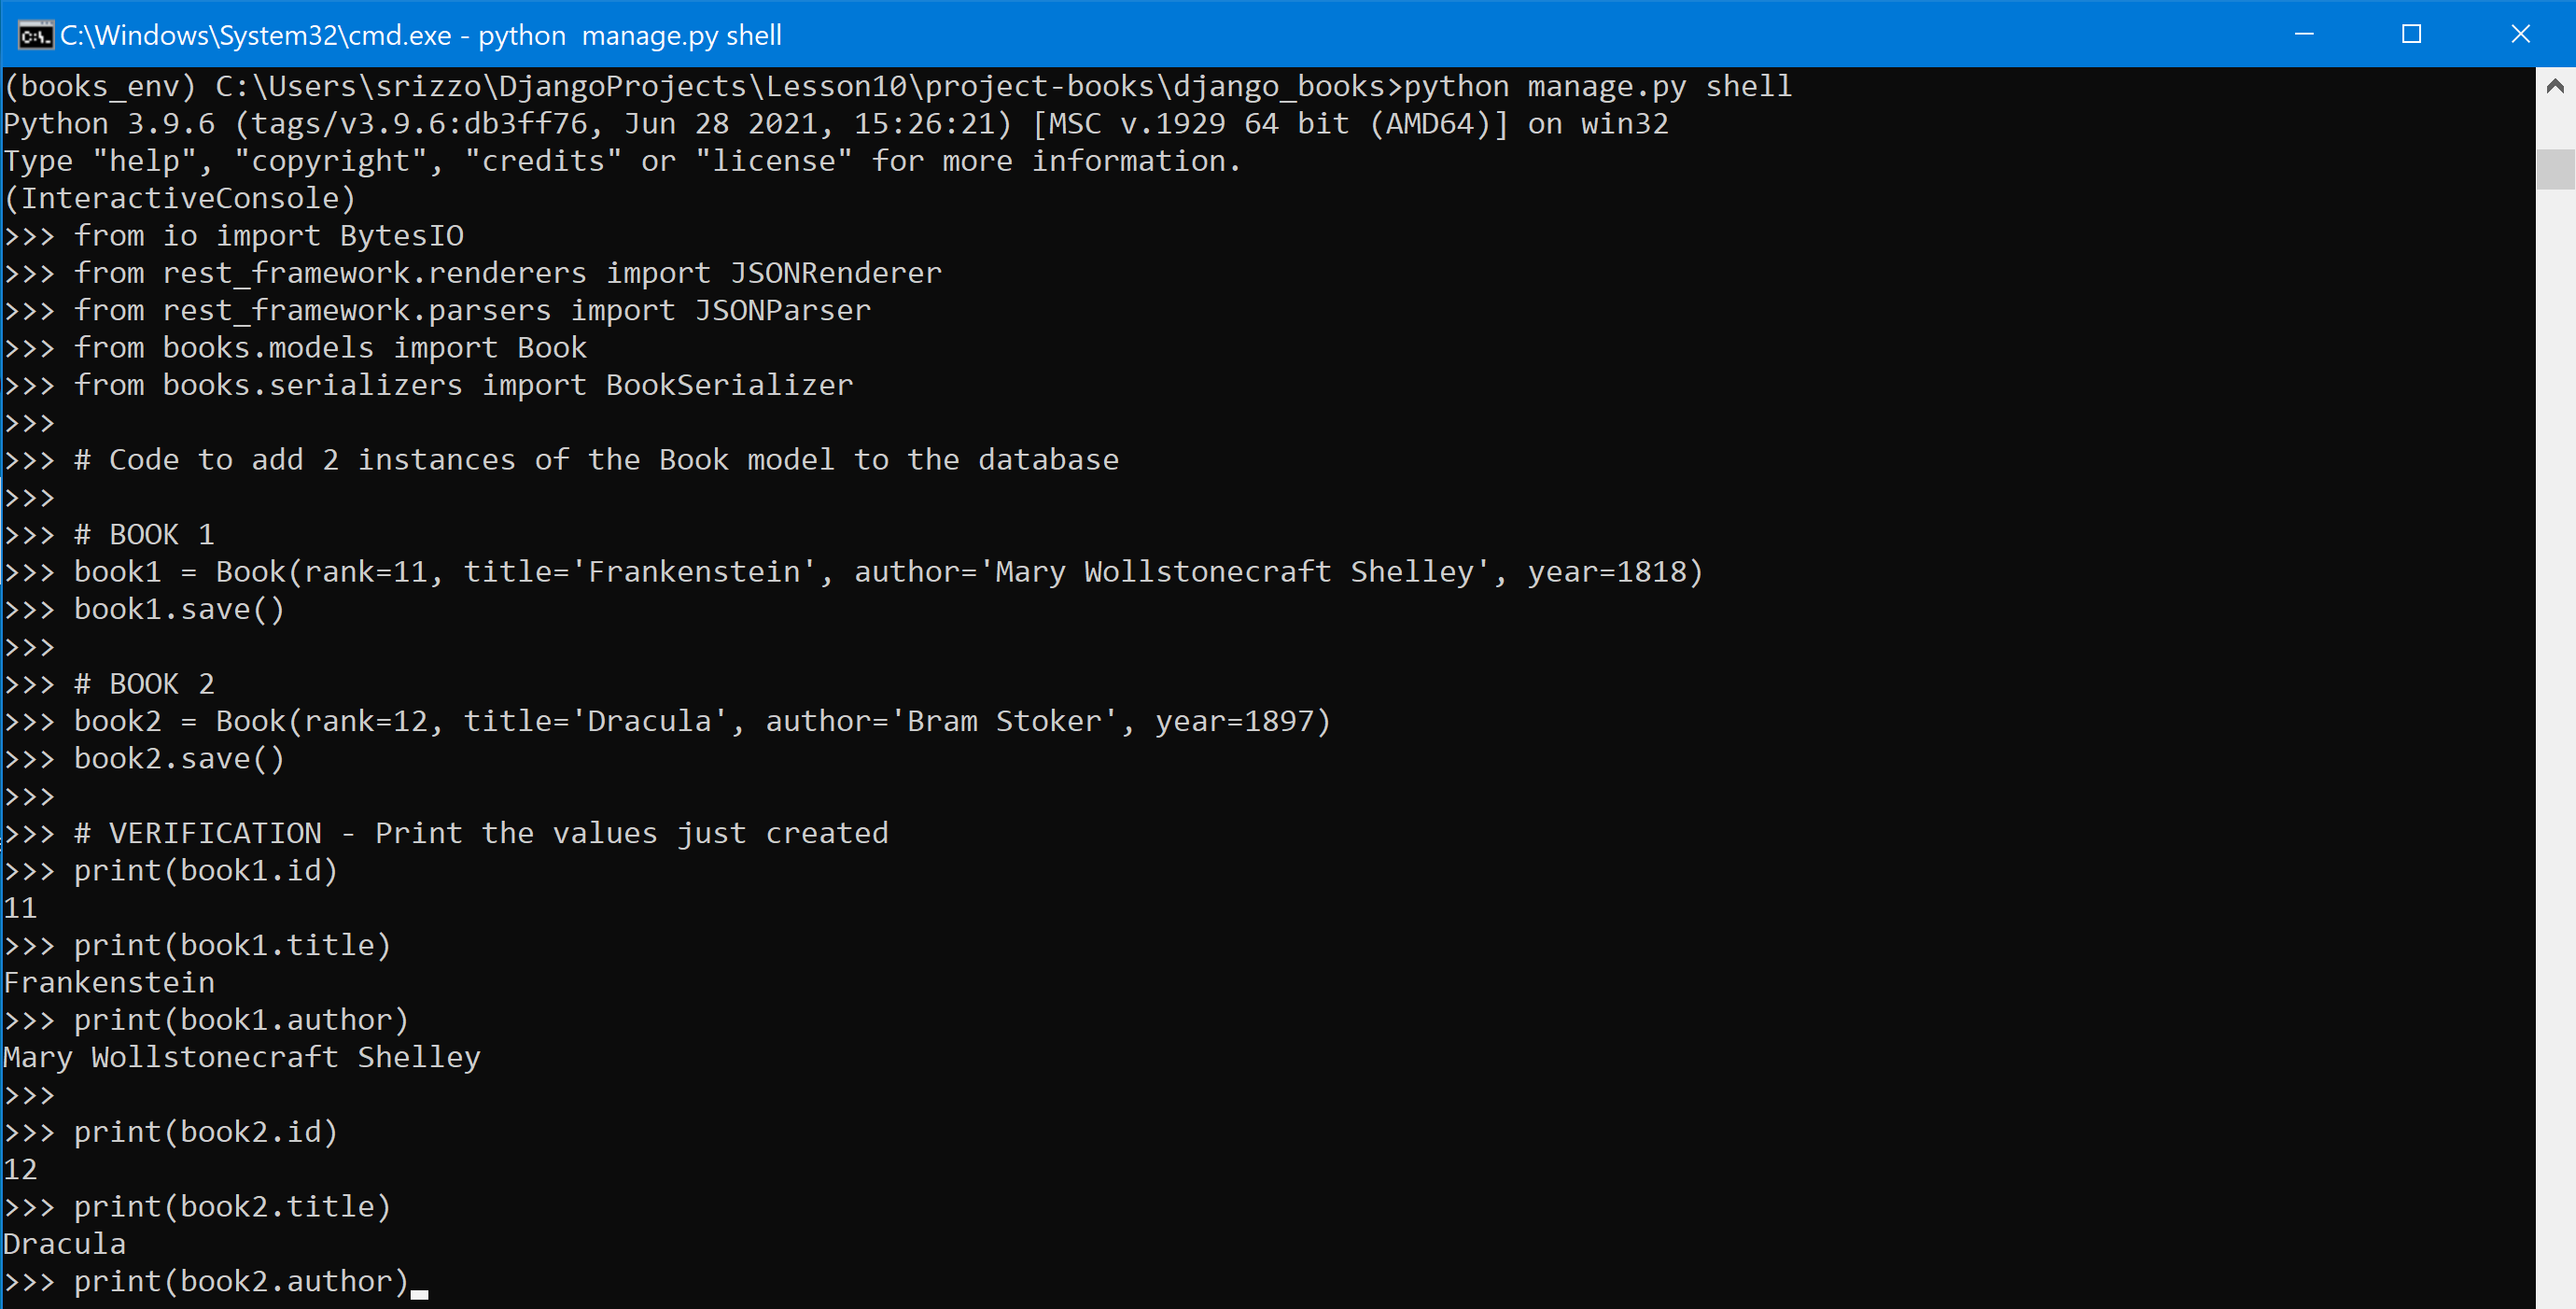 C:\Windows\System32\cmd.exe - python  manage.py shell
(books_env) C:\Users\srizzo\DjangoProjects\Lesson10\project-books\django_books>python manage.py shell
Python 3.9.6 (tags/v3.9.6:db3ff76, Jun 28 2021, 15:26:21) [MSC v.1929 64 bit (AMD64)] on win32
Type "help", "copyright", "credits" or "license" for more information.
(InteractiveConsole)
>>> from io import BytesIO
>>> from rest_framework.renderers import JSONRenderer
>>> from rest_framework.parsers import JSONParser
>>> from books.models import Book
>>> from books.serializers import BookSerializer
>>>
>>> # Code to add 2 instances of the Book model to the database
>>>
>>> # BOOK 1
>>> book1 = Book(rank=11, title='Frankenstein', author='Mary Wollstonecraft Shelley', year=1818)
>>> book1.save()
>>>
>>> # BOOK 2
>>> book2 = Book(rank=12, title='Dracula', author='Bram Stoker', year=1897)
>>> book2.save()
>>>
>>> # VERIFICATION - Print the values just created
>>> print(book1.id)
11
>>> print(book1.title)
Frankenstein
>>> print(book1.author)
Mary Wollstonecraft Shelley
>>>
>>> print(book2.id)
12
>>> print(book2.title)
Dracula
>>> print(book2.author)